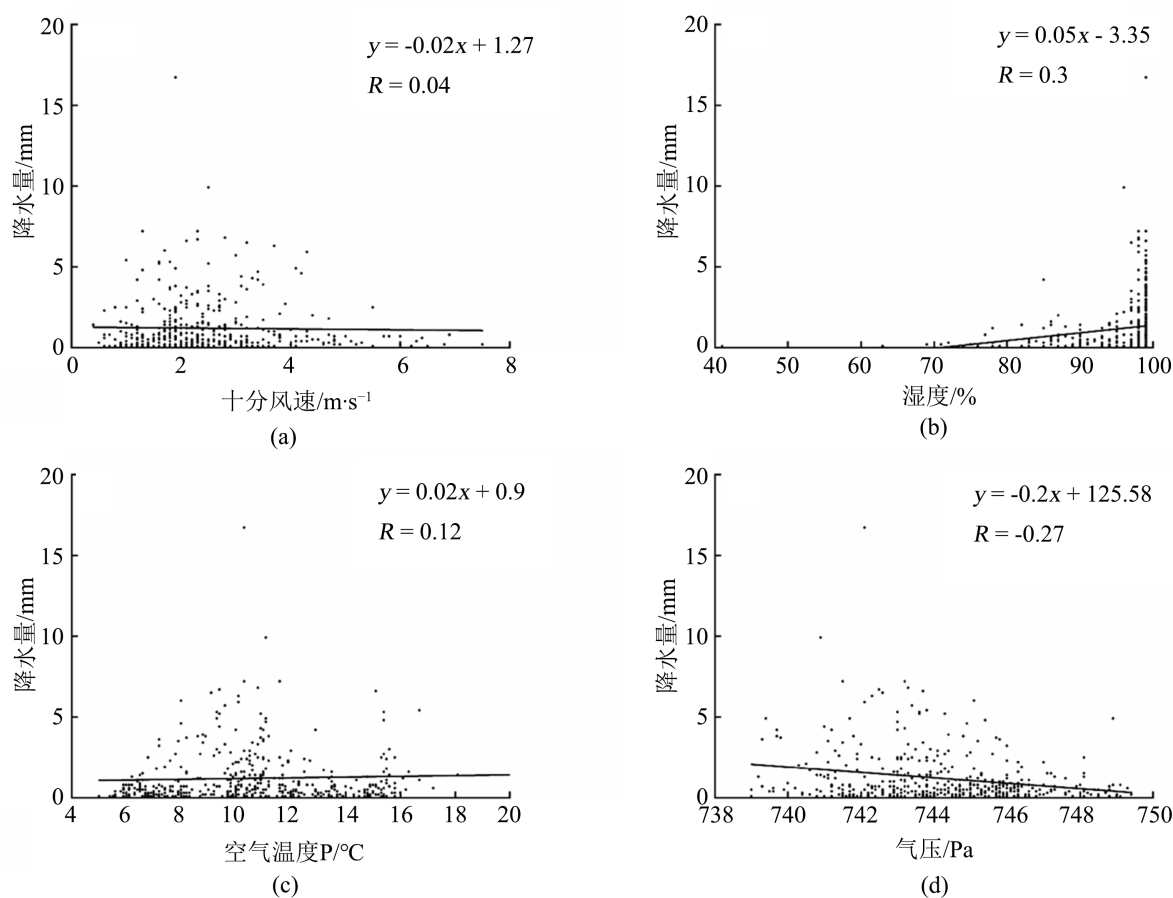 20
15
10
5
0
降水量/mm
y = -0.02x + 1.27
R = 0.04
0 2 4 6 8
十分风速/m·s⁻¹
(a)
20
15
10
5
0
降水量/mm
y = 0.05x - 3.35
R = 0.3
40 50 60 70 80 90 100
湿度/%
(b)
20
15
10
5
0
降水量/mm
y = 0.02x + 0.9
R = 0.12
4 6 8 10 12 14 16 18 20
空气温度P/°C
(c)
20
15
10
5
0
降水量/mm
y = -0.2x + 125.58
R = -0.27
738 740 742 744 746 748 750
气压/Pa
(d)